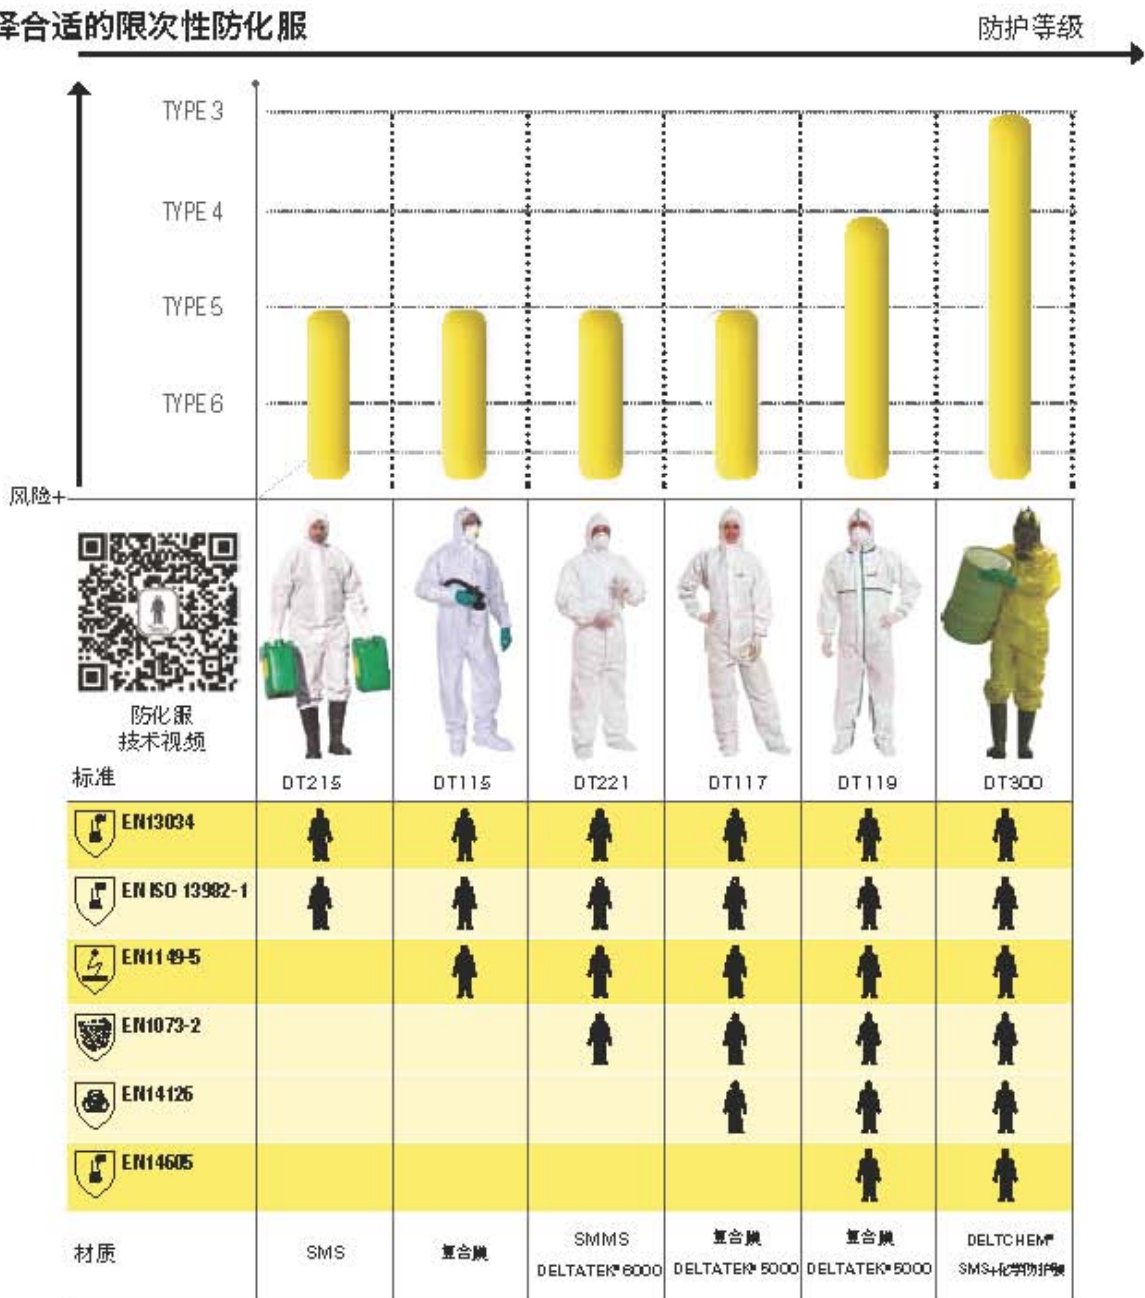 择合适的限次性防化服
防护等级
TYPE 3
TYPE 4
TYPE 5
TYPE 6
风险+
防化服
技术视频
标准
DT215
DT115
DT221
DT117
DT119
DT300
EN13034
EN ISO 13982-1
EN1149-5
EN1073-2
EN14126
EN14605
材质
SMS
复合膜
SMMS
DELTATEK® 6000
复合膜
DELTATEK® 5000
复合膜
DELTATEK® 5000
DELTCHEM®
SMS+化学防护膜